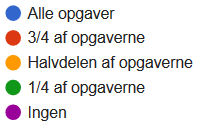 Alle opgaver
3/4 af opgaverne
Halvdelen af opgaverne
1/4 af opgaverne
Ingen